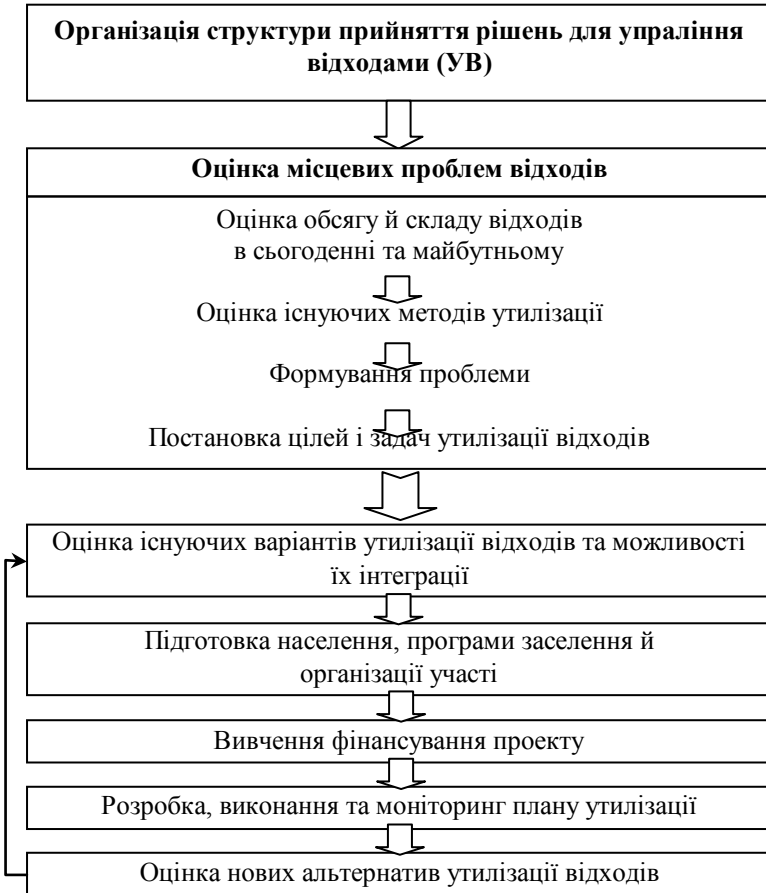 Організація структури прийняття рішень для упраління
відходами (УВ)
Оцінка місцевих проблем відходів
Оцінка обсягу й складу відходів
в сьогоденні та майбутньому
Оцінка існуючих методів утилізації
Формування проблеми
Постановка цілей і задач утилізації відходів
Оцінка існуючих варіантів утилізації відходів та можливості
їх інтеграції
Підготовка населення, програми заселення й
організації участі
Вивчення фінансування проекту
Розробка, виконання та моніторинг плану утилізації
Оцінка нових альтернатив утилізації відходів